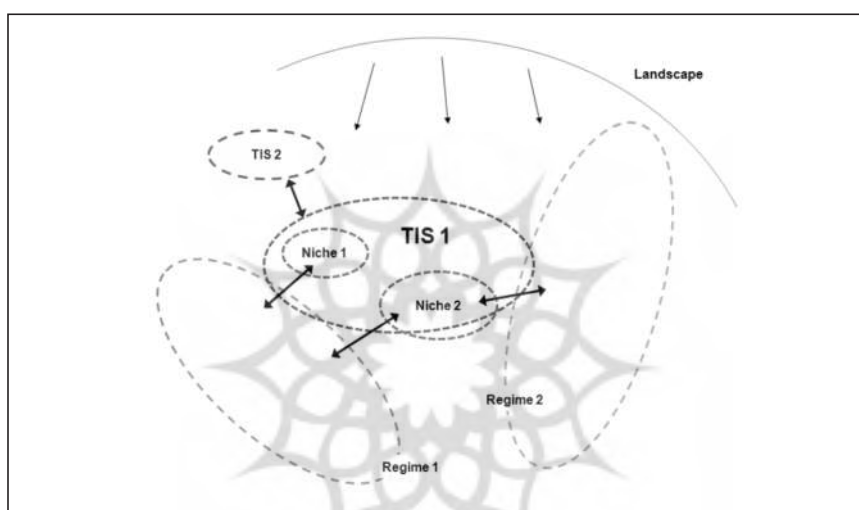 Landscape
TIS 2
TIS 1
Niche 1
Niche 2
Regime 2
Regime 1